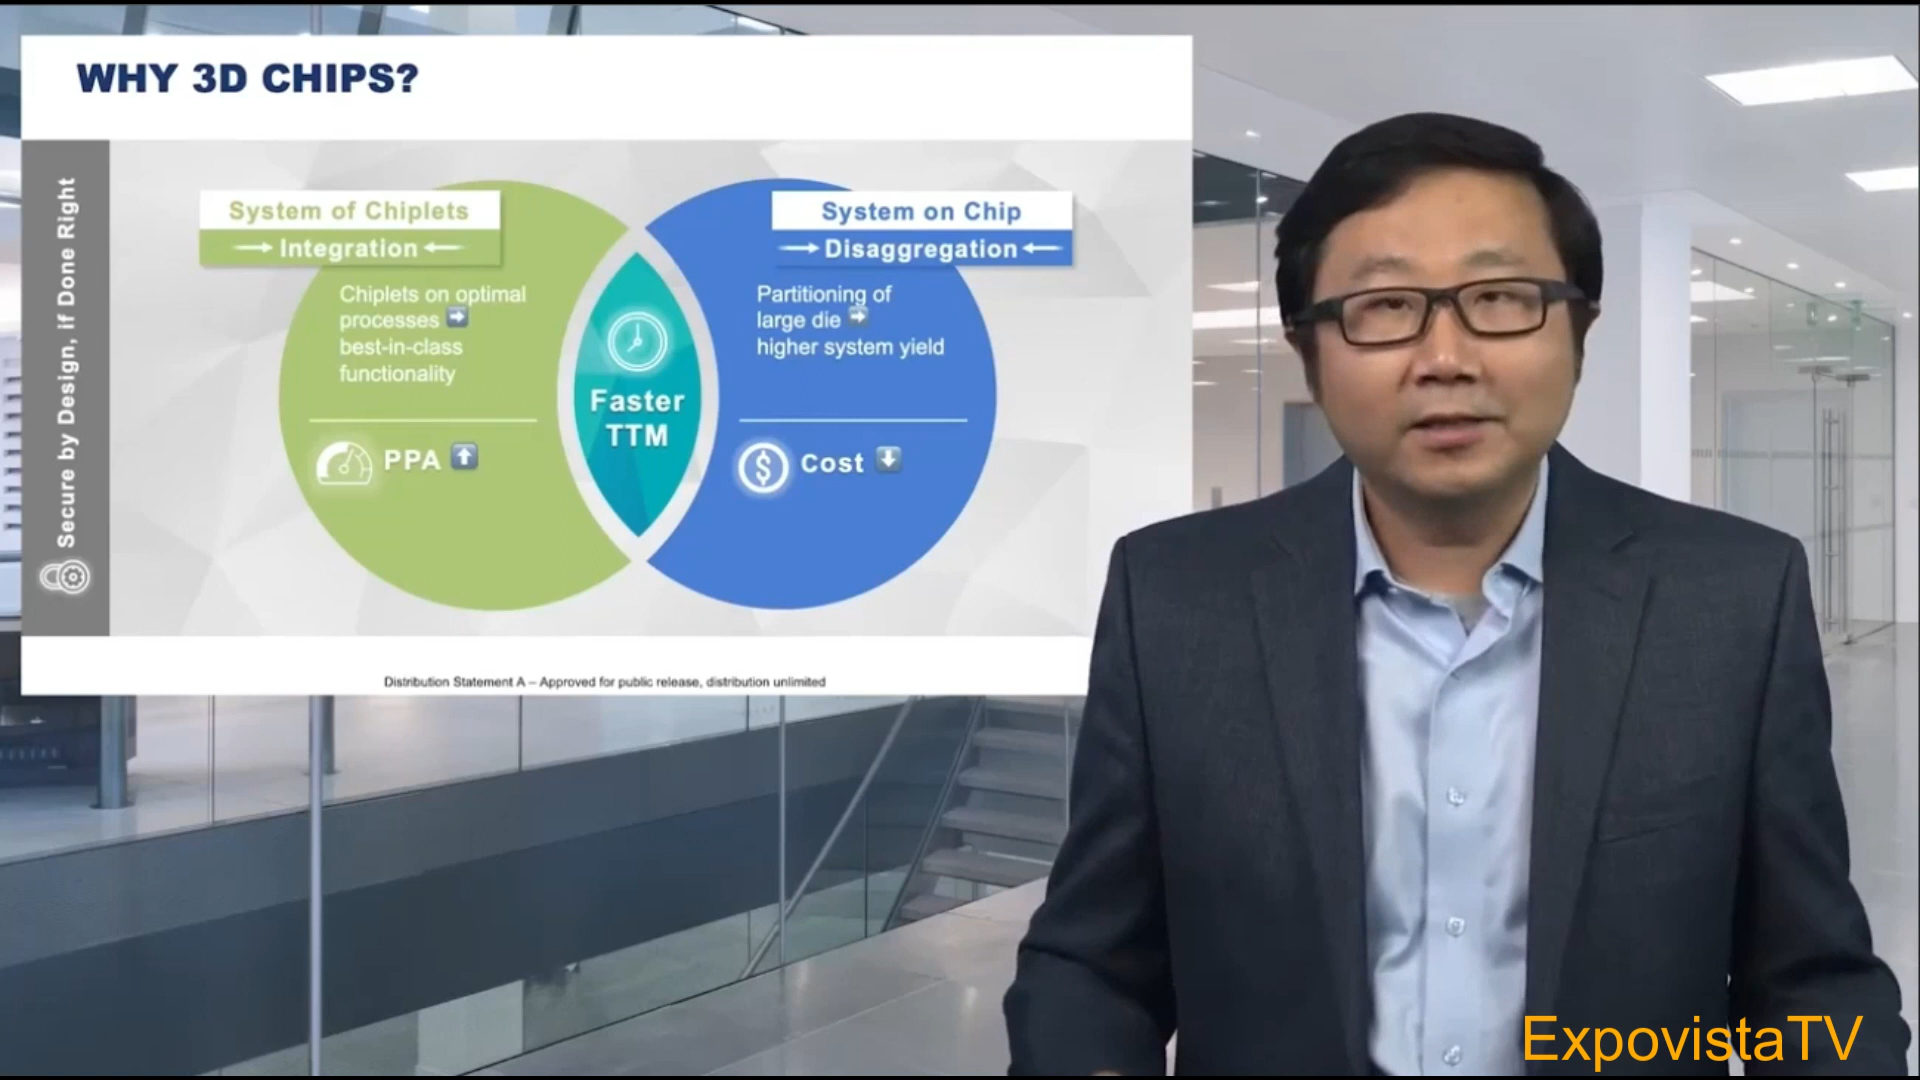 WHY 3D CHIPS?
Secure by Design, if Done Right
System of Chiplets
Integration
Chiplets on optimal
processes
best-in-class
functionality
PPA
Faster
TTM
System on Chip
Disaggregation
Partitioning of
large die
higher system yield
Cost
Distribution Statement A – Approved for public release, distribution unlimited
ExpovistaTV